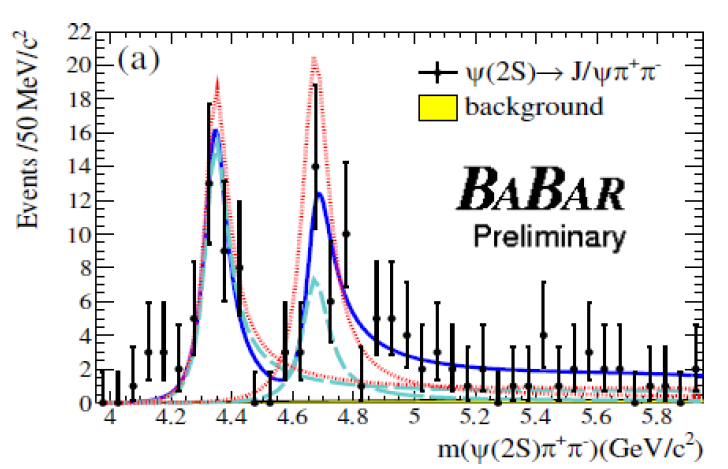 Events /50 MeV/c²
22
20
18
16
14
12
10
8
6
4
2
0
(a)
ψ(2S)→ J/ψπ⁺π⁻
background
BABAR
Preliminary
4 4.2 4.4 4.6 4.8 5 5.2 5.4 5.6 5.8
m(ψ(2S)π⁺π⁻)(GeV/c²)